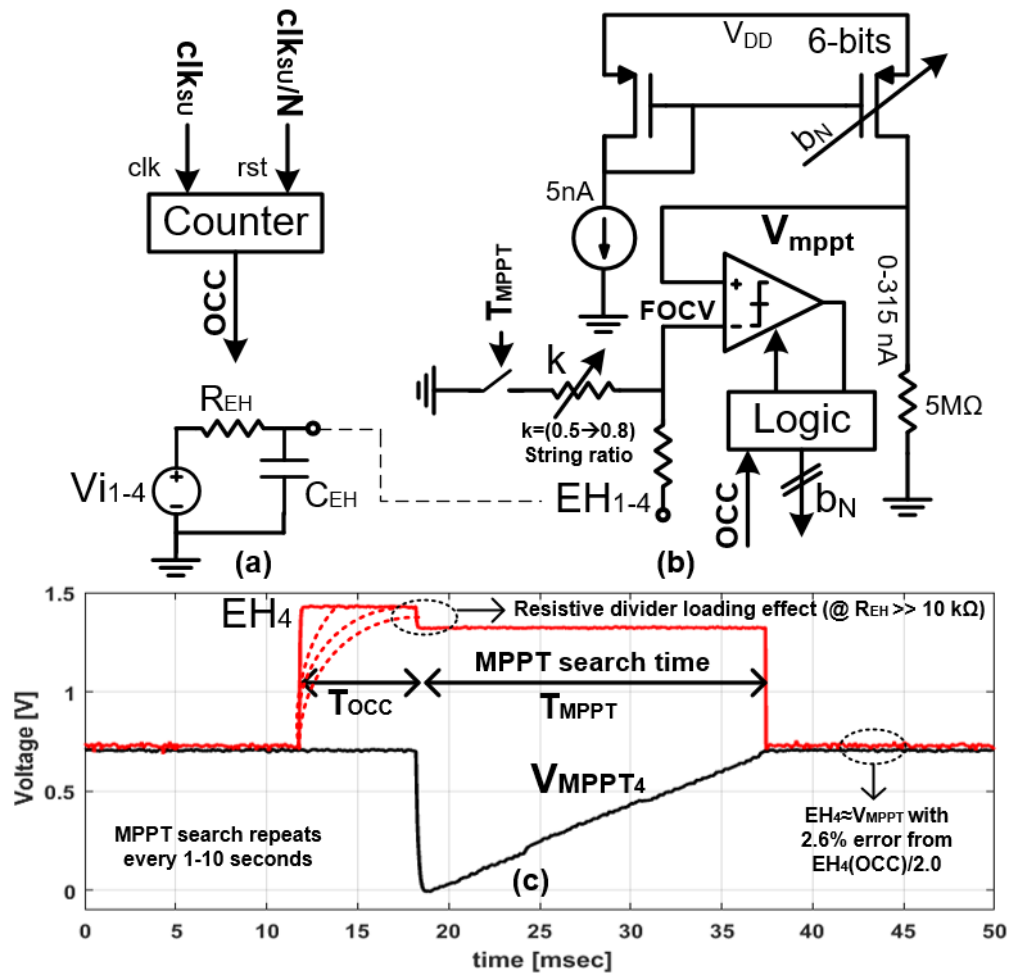 clkSU
clkSU/N
clk
rst
Counter
OCC
REH
Vi1-4
CEH
(a)
VDD
6-bits
bN
5nA
Vmppt
0-315 nA
TMPPT
FOCV
+
-
k
k=(0.5→0.8)
String ratio
Logic
5MΩ
EH1-4
OCC
bN
(b)
1.5
1
0.5
0
Voltage [V]
EH4
Resistive divider loading effect (@ REH >> 10 kΩ)
MPPT search time
TOCC
TMPPT
VMPPT4
MPPT search repeats
every 1-10 seconds
EH4≈VMPPT with
2.6% error from
EH4(OCC)/2.0
(c)
0 5 10 15 20 25 30 35 40 45 50
time [msec]